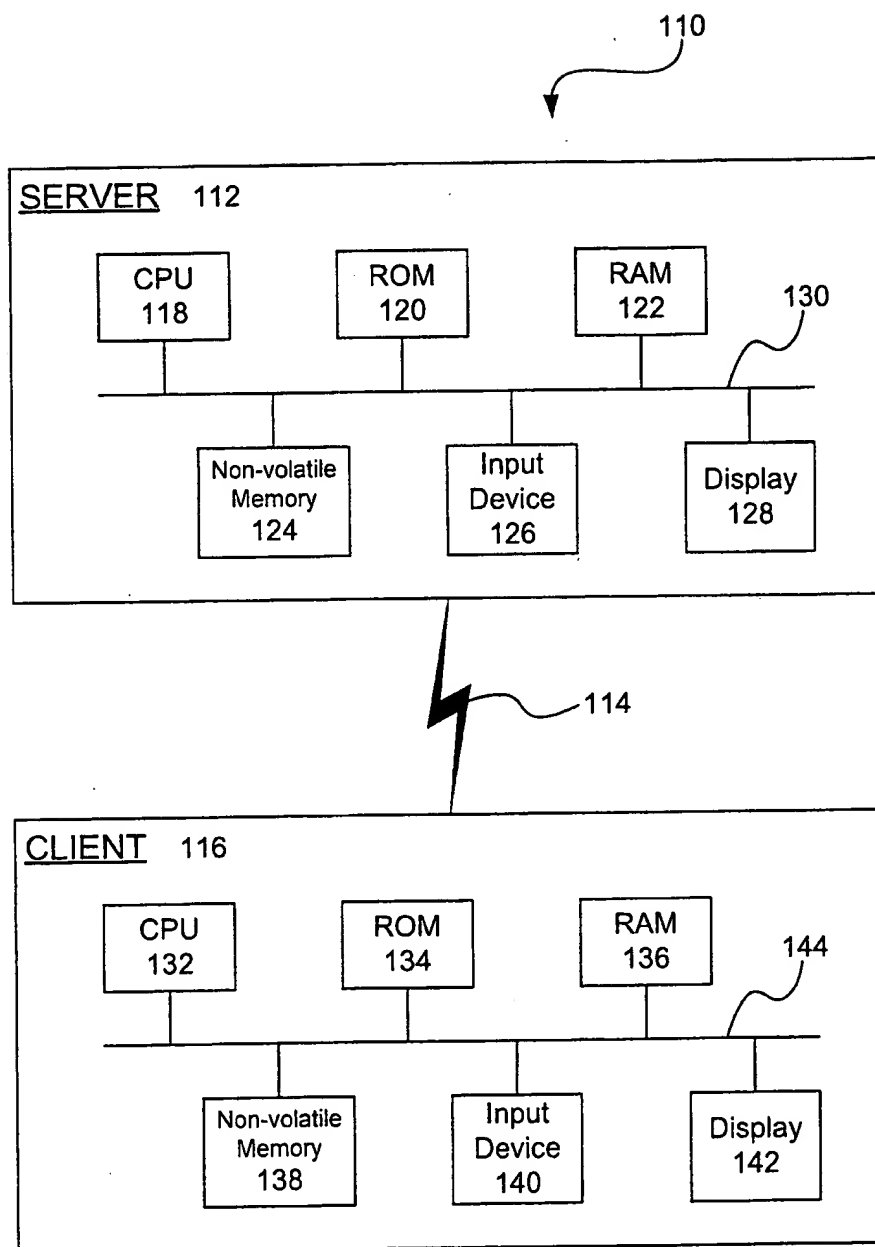 110
SERVER 112
CPU
118
ROM
120
RAM
122
130
Non-volatile
Memory
124
Input
Device
126
Display
128
114
CLIENT 116
CPU
132
ROM
134
RAM
136
144
Non-volatile
Memory
138
Input
Device
140
Display
142